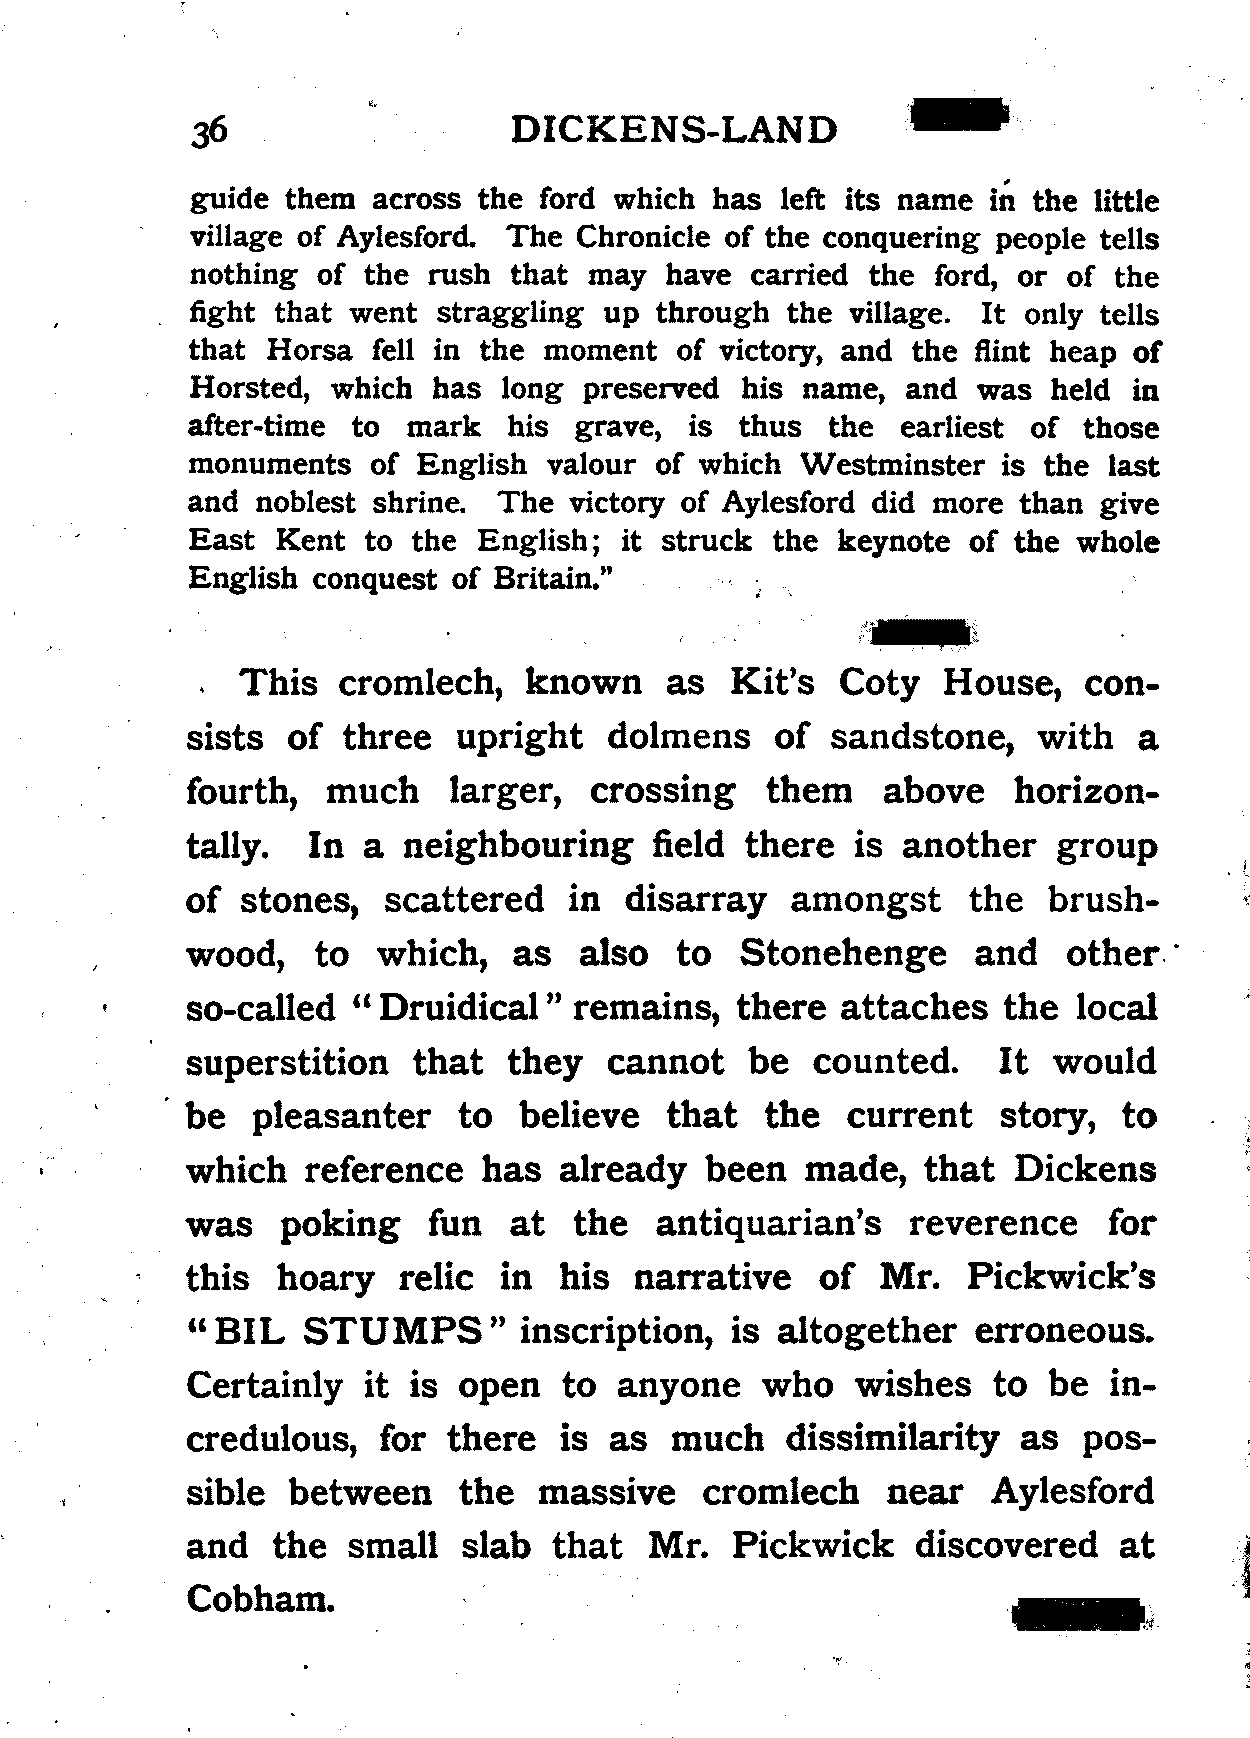 36 DICKENS-LAND
guide them across the ford which has left its name in the little
village of Aylesford. The Chronicle of the conquering people tells
nothing of the rush that may have carried the ford, or of the
fight that went straggling up through the village. It only tells
that Horsa fell in the moment of victory, and the flint heap of
Horsted, which has long preserved his name, and was held in
after-time to mark his grave, is thus the earliest of those
monuments of English valour of which Westminster is the last
and noblest shrine. The victory of Aylesford did more than give
East Kent to the English; it struck the keynote of the whole
English conquest of Britain.”
This cromlech, known as Kit’s Coty House, con-
sists of three upright dolmens of sandstone, with a
fourth, much larger, crossing them above horizon-
tally. In a neighbouring field there is another group
of stones, scattered in disarray amongst the brush-
wood, to which, as also to Stonehenge and other
so-called “Druidical” remains, there attaches the local
superstition that they cannot be counted. It would
be pleasanter to believe that the current story, to
which reference has already been made, that Dickens
was poking fun at the antiquarian’s reverence for
this hoary relic in his narrative of Mr. Pickwick’s
“BIL STUMPS” inscription, is altogether erroneous.
Certainly it is open to anyone who wishes to be in-
credulous, for there is as much dissimilarity as pos-
sible between the massive cromlech near Aylesford
and the small slab that Mr. Pickwick discovered at
Cobham.